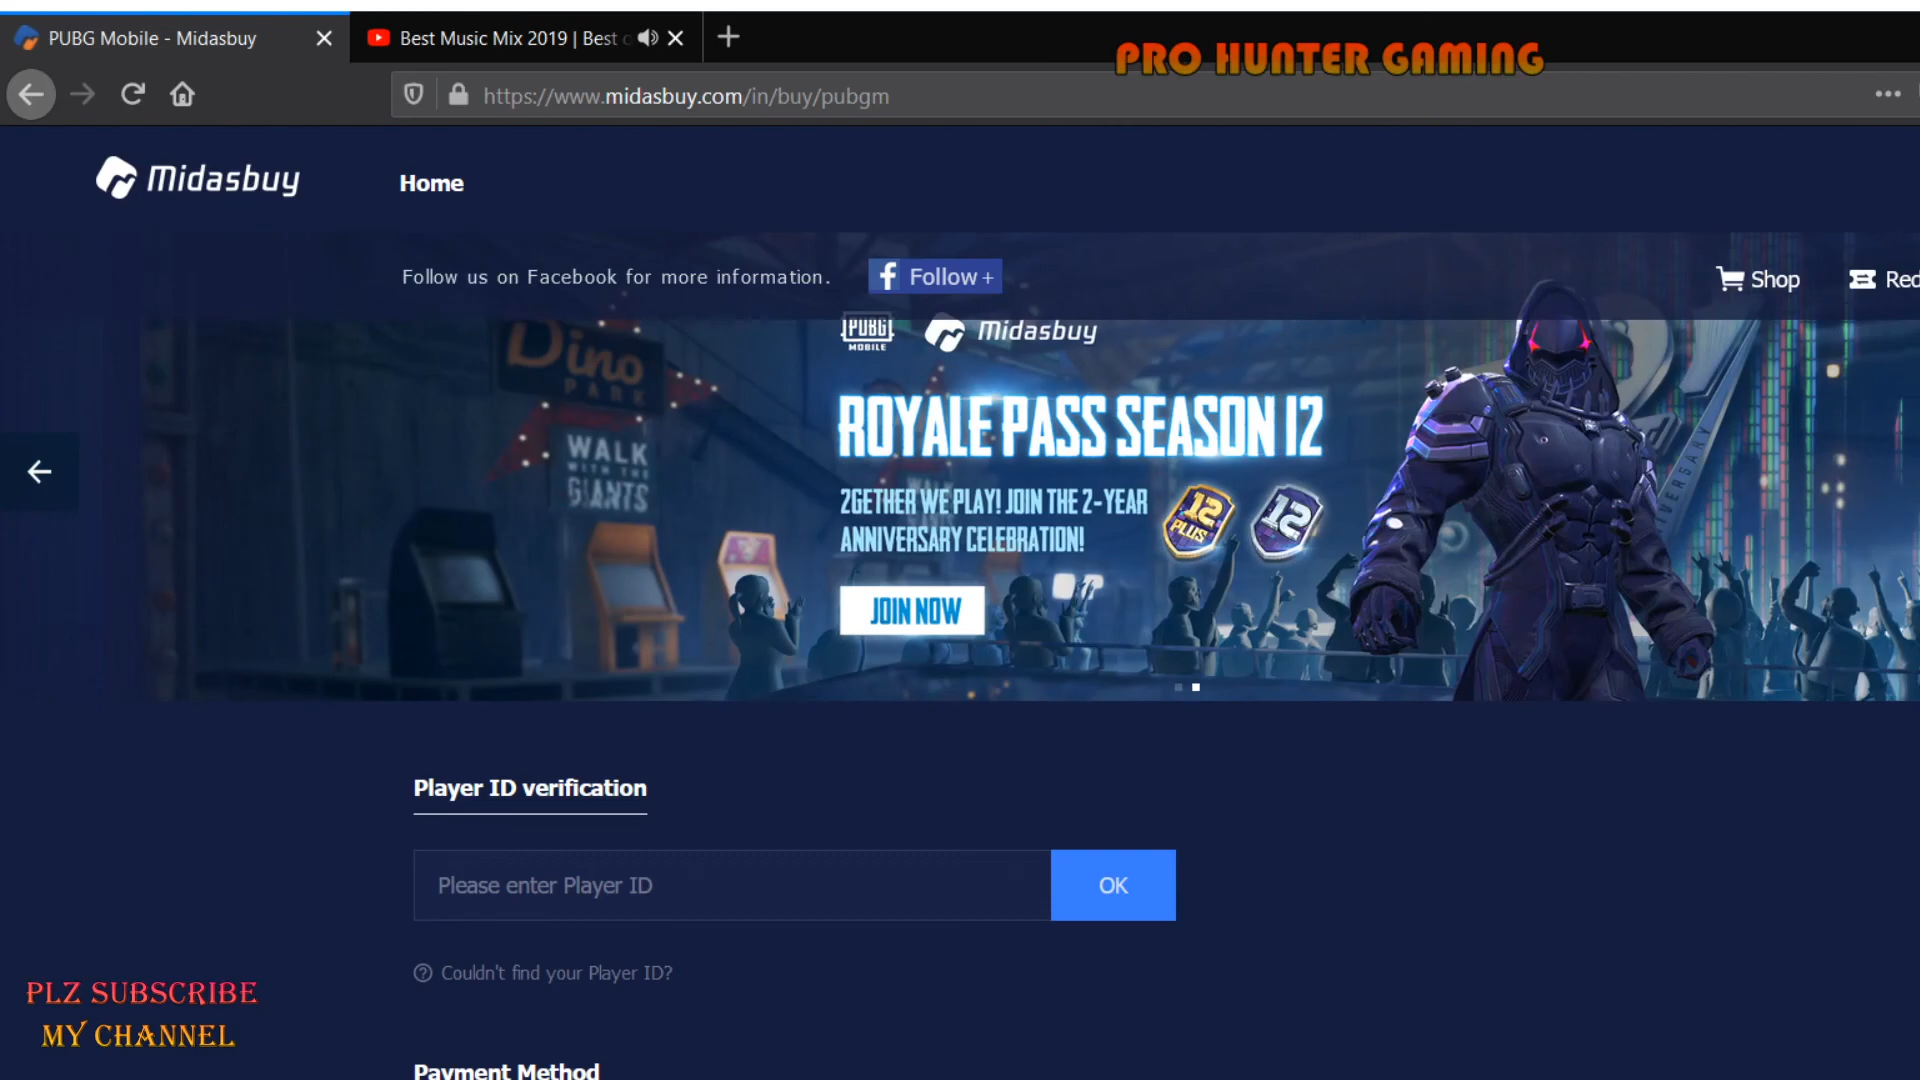 PUBG Mobile - Midasbuy
Best Music Mix 2019 | Best
PRO HUNTER GAMING
https://www.midasbuy.com/in/buy/pubgm
Midasbuy
Home
Follow us on Facebook for more information.
f Follow +
Shop
PUBG MOBILE
Midasbuy
Dino
PARK
WALK
WITH THE
GIANTS
ROYALE PASS SEASON 12
2GETHER WE PLAY! JOIN THE 2-YEAR
ANNIVERSARY CELEBRATION!
12
PLUS
12
JOIN NOW
Player ID verification
Please enter Player ID
OK
Couldn't find your Player ID?
PLZ SUBSCRIBE
MY CHANNEL
Payment Method